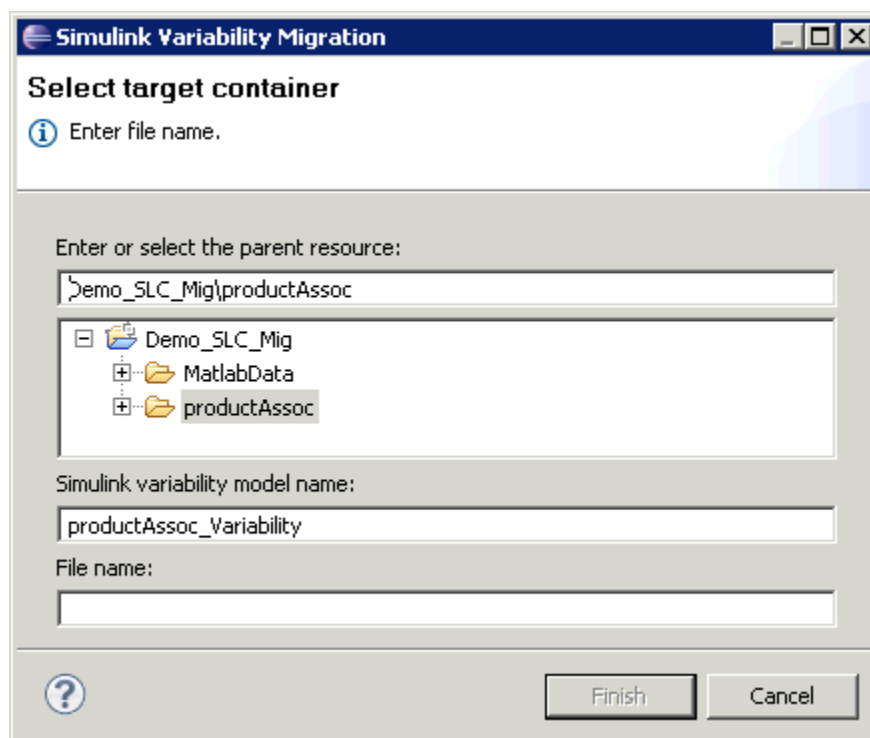 Simulink Variability Migration
Select target container
Enter file name.
Enter or select the parent resource:
Demo_SLC_Mig\productAssoc
Demo_SLC_Mig
MatlabData
productAssoc
Simulink variability model name:
productAssoc_Variability
File name:
Finish Cancel